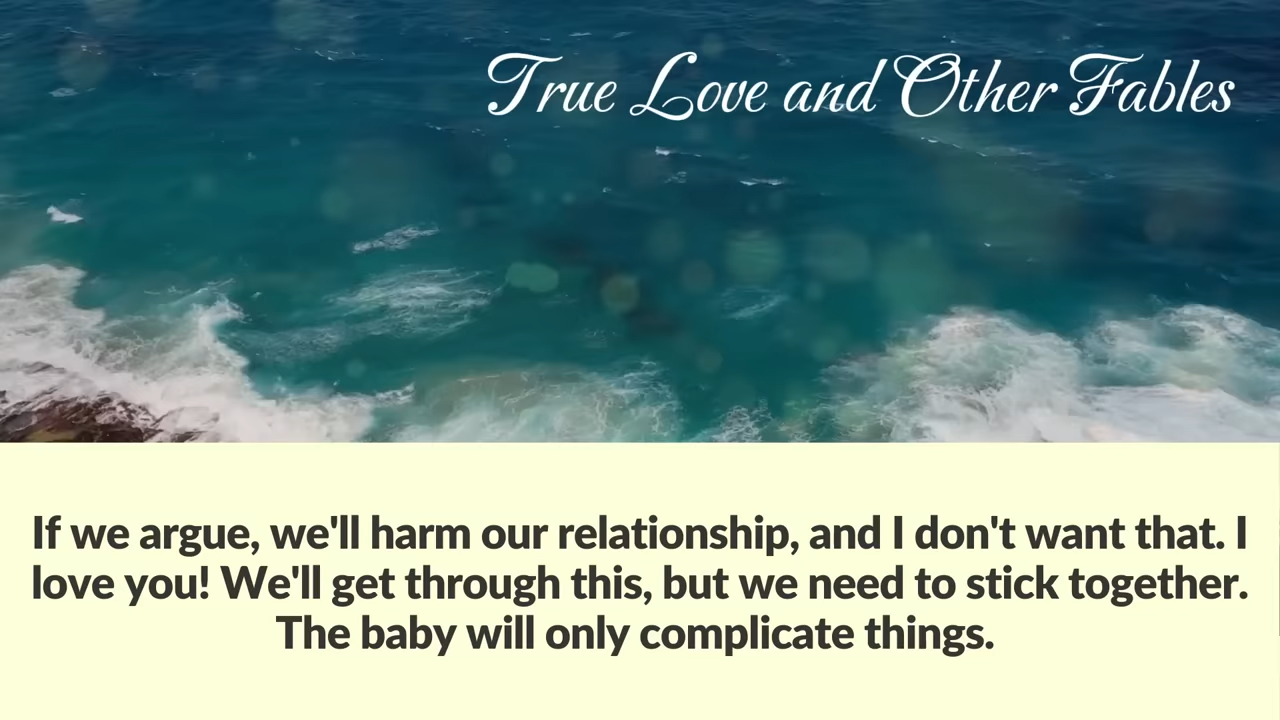 True Love and Other Fables
If we argue, we'll harm our relationship, and I don't want that. I
love you! We'll get through this, but we need to stick together.
The baby will only complicate things.